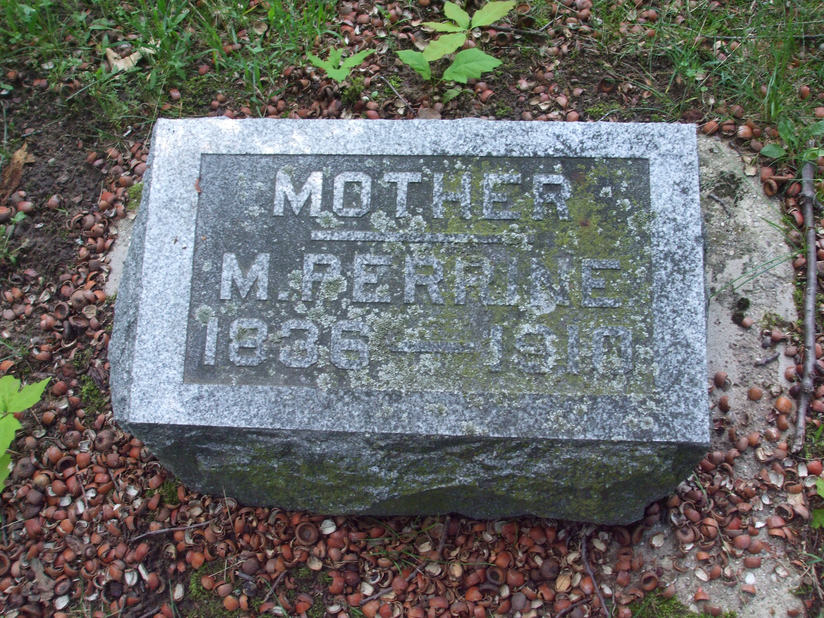 MOTHER
M. PERRINE
1836 — 1910